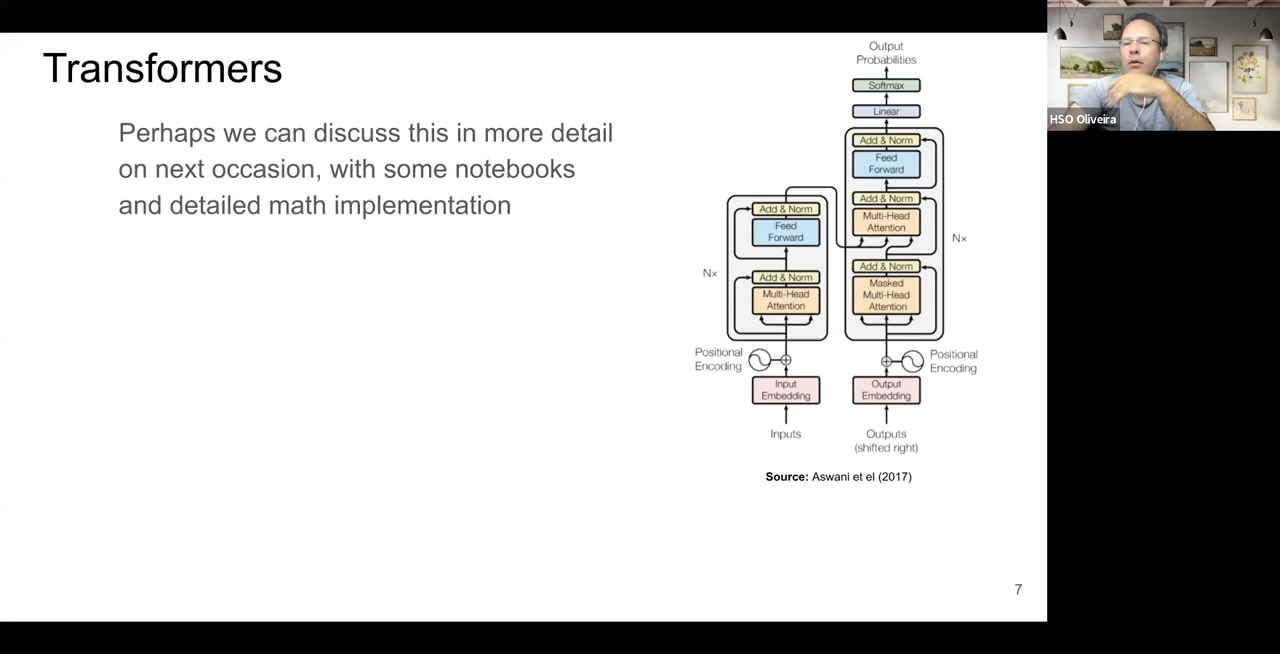 Transformers
Perhaps we can discuss this in more detail
on next occasion, with some notebooks
and detailed math implementation
Output
Probabilities
Softmax
Linear
Add & Norm
Feed
Forward
Add & Norm
Multi-Head
Attention
Nx
Add & Norm
Masked
Multi-Head
Attention
Positional
Encoding
Output
Embedding
Outputs
(shifted right)
Add & Norm
Feed
Forward
Nx
Add & Norm
Multi-Head
Attention
Positional
Encoding
Input
Embedding
Inputs
Source: Aswani et el (2017)
7
HSO Oliveira